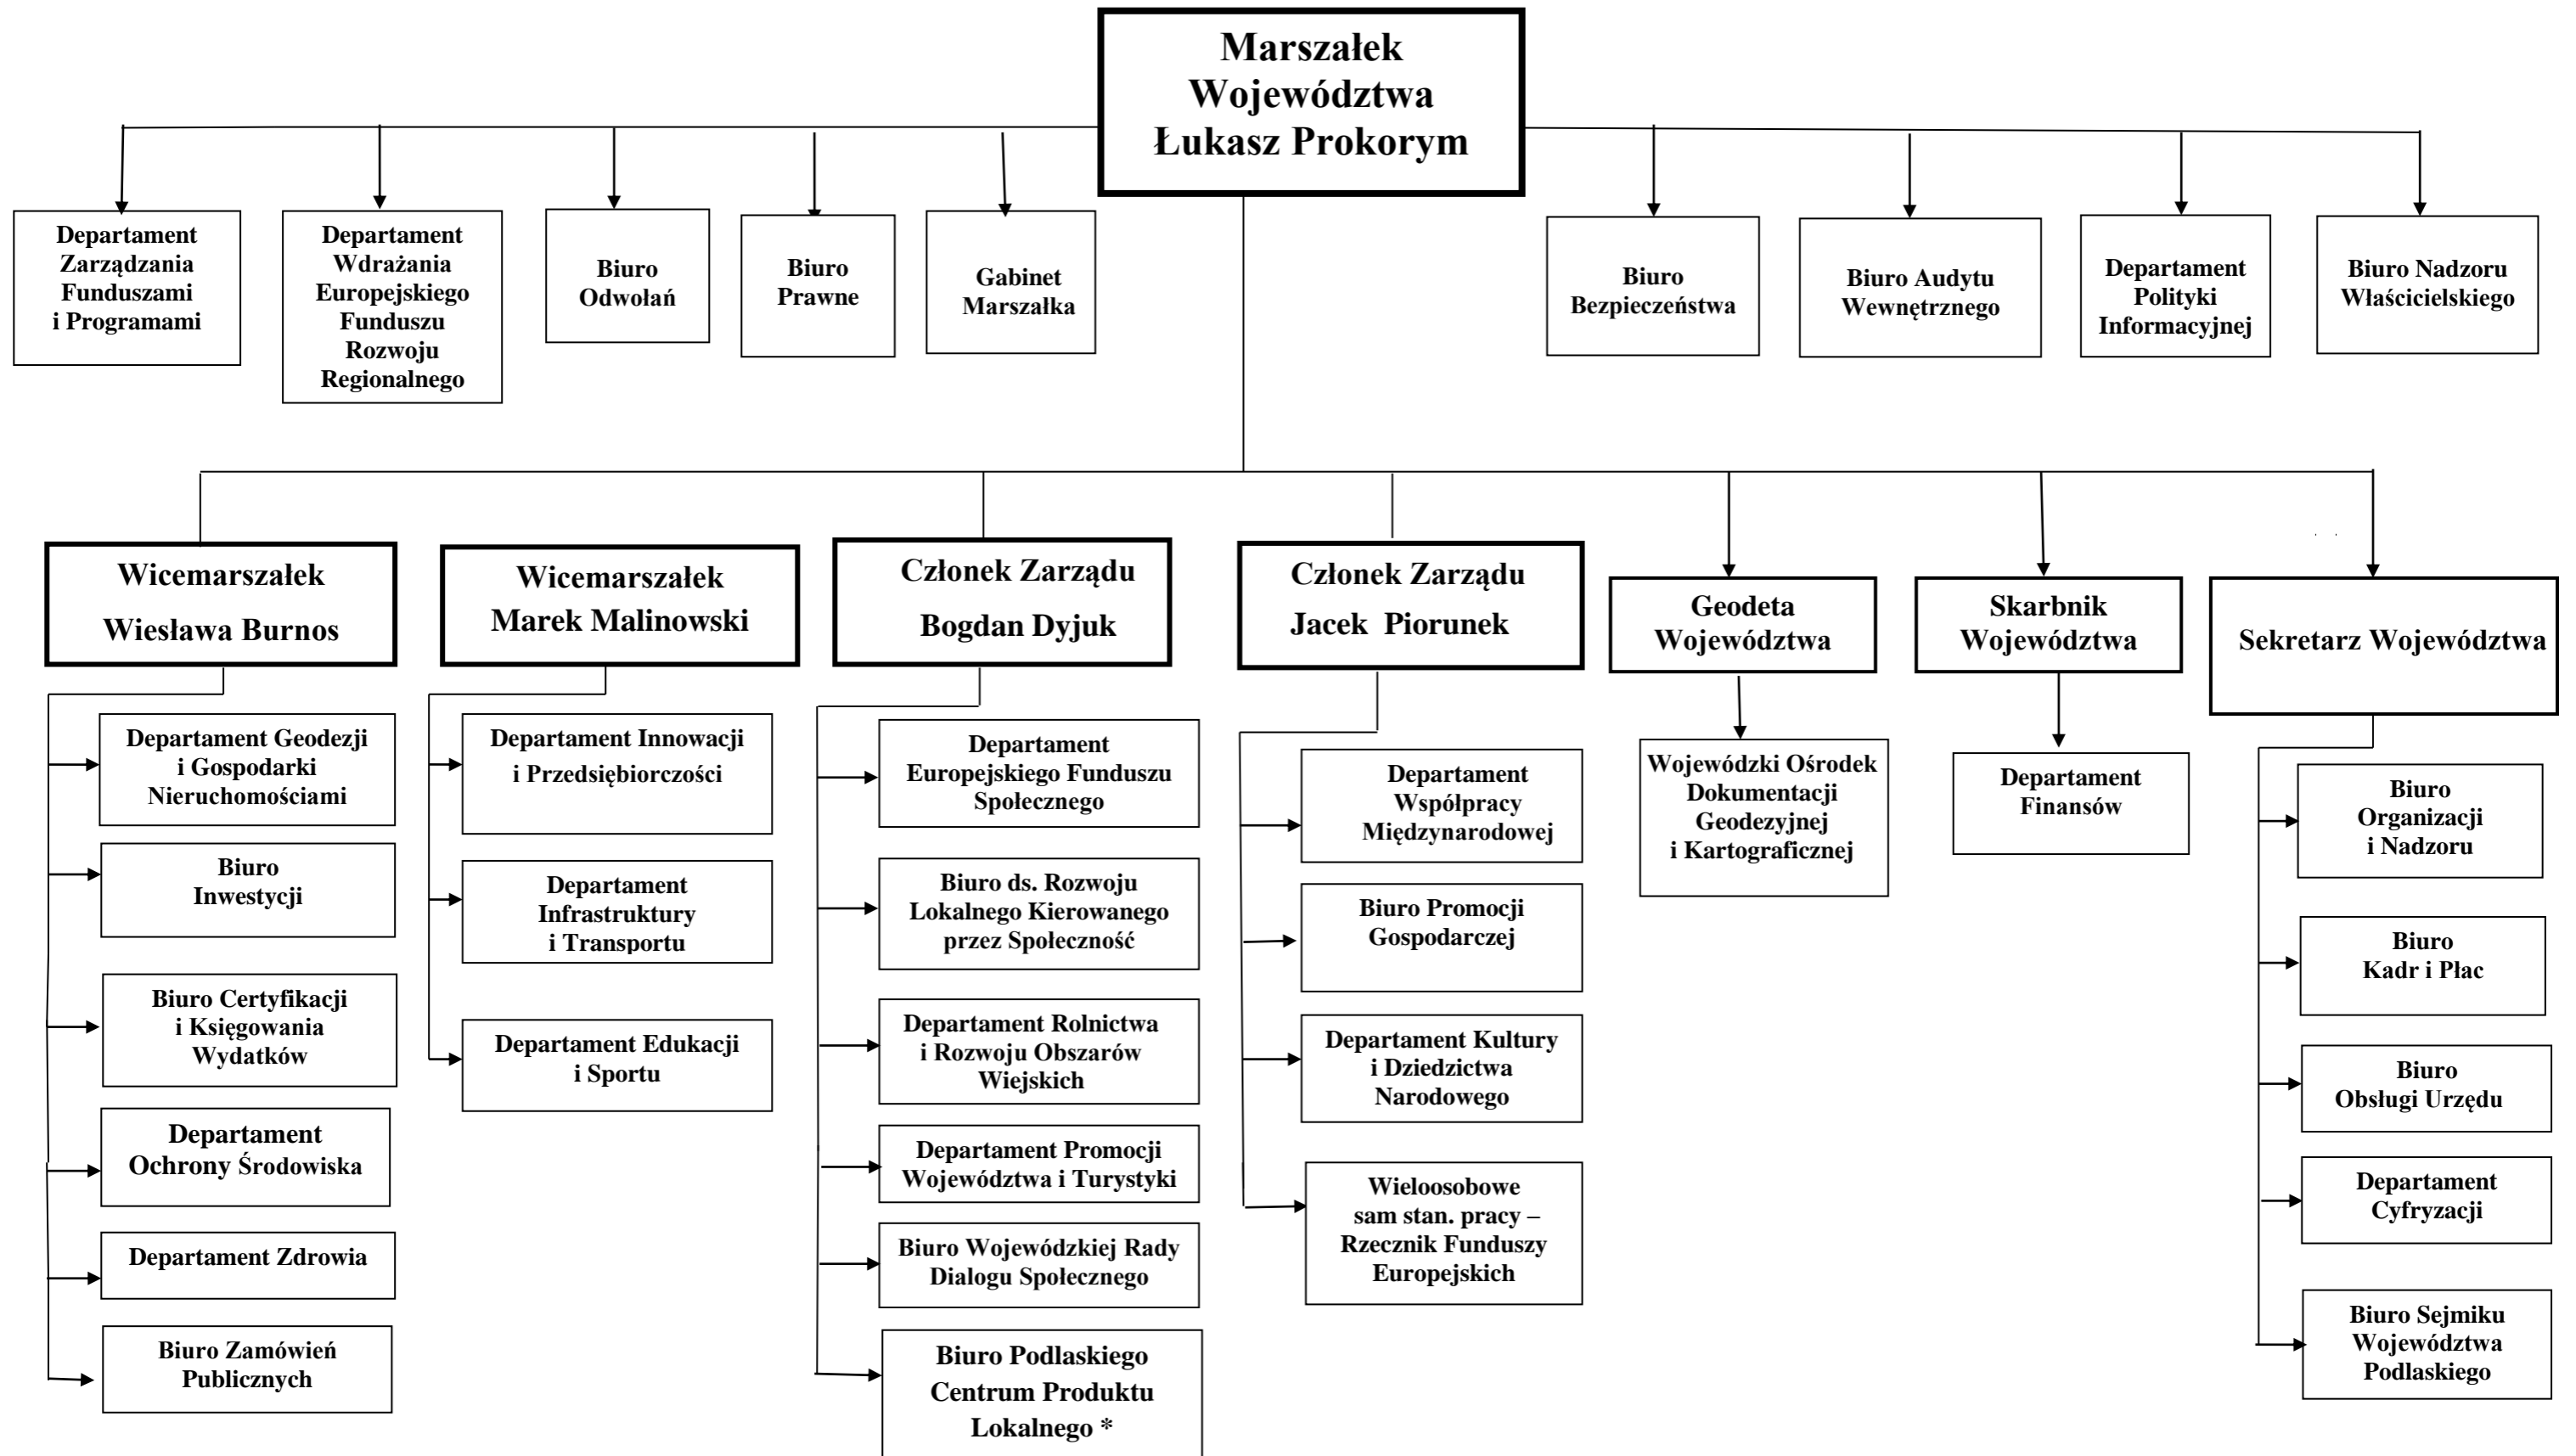 Marszałek
Województwa
Łukasz Prokorym
Departament
Zarządzania
Funduszami
i Programami
Departament
Wdrażania
Europejskiego
Funduszu
Rozwoju
Regionalnego
Biuro
Odwołań
Biuro
Prawne
Gabinet
Marszałka
Biuro
Bezpieczeństwa
Biuro Audytu
Wewnętrznego
Departament
Polityki
Informacyjnej
Biuro Nadzoru
Właścicielskiego
Wicemarszałek
Wiesława Burnos
Wicemarszałek
Marek Malinowski
Członek Zarządu
Bogdan Dyjuk
Członek Zarządu
Jacek Piorunek
Geodeta
Województwa
Skarbnik
Województwa
Sekretarz Województwa
Departament Geodezji
i Gospodarki
Nieruchomościami
Biuro
Inwestycji
Biuro Certyfikacji
i Księgowania
Wydatków
Departament
Ochrony Środowiska
Departament Zdrowia
Biuro Zamówień
Publicznych
Departament Innowacji
i Przedsiębiorczości
Departament
Infrastruktury
i Transportu
Departament Edukacji
i Sportu
Departament
Europejskiego Funduszu
Społecznego
Biuro ds. Rozwoju
Lokalnego Kierowanego
przez Społeczność
Departament Rolnictwa
i Rozwoju Obszarów
Wiejskich
Departament Promocji
Województwa i Turystyki
Biuro Wojewódzkiej Rady
Dialogu Społecznego
Biuro Podlaskiego
Centrum Produktu
Lokalnego *
Departament
Współpracy
Międzynarodowej
Biuro Promocji
Gospodarczej
Departament Kultury
i Dziedzictwa
Narodowego
Wieloosobowe
sam stan. pracy –
Rzecznik Funduszy
Europejskich
Wojewódzki Ośrodek
Dokumentacji
Geodezyjnej
i Kartograficznej
Departament
Finansów
Biuro
Organizacji
i Nadzoru
Biuro
Kadr i Płac
Biuro
Obsługi Urzędu
Departament
Cyfryzacji
Biuro Sejmiku
Województwa
Podlaskiego